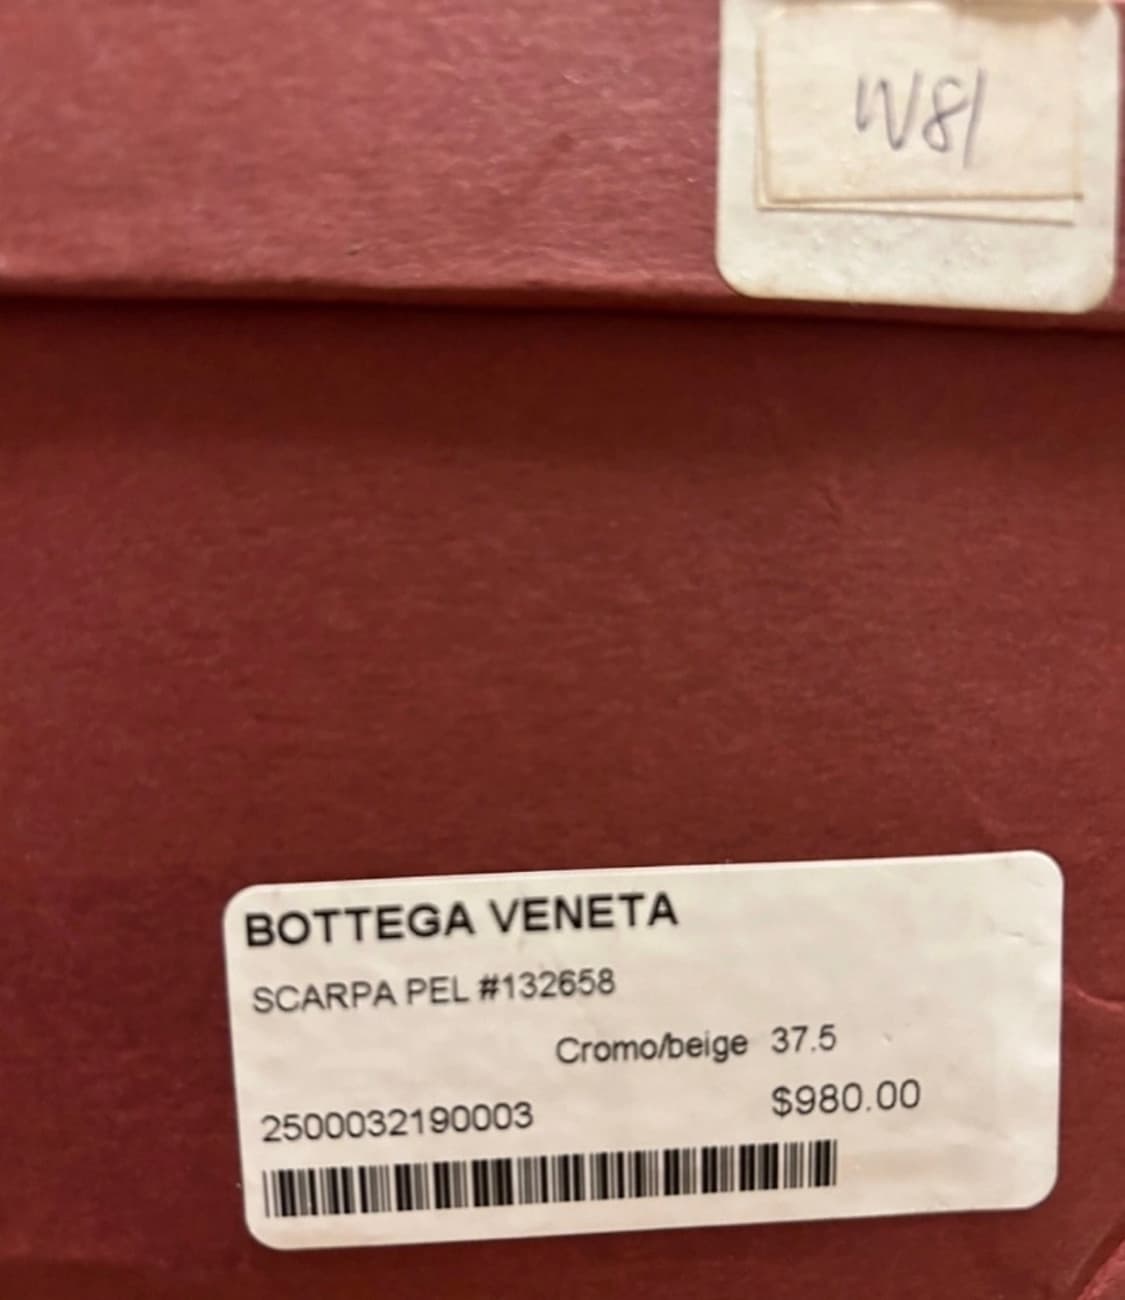 W81
BOTTEGA VENETA
SCARPA PEL #132658
Cromo/beige 37.5
2500032190003 $980.00